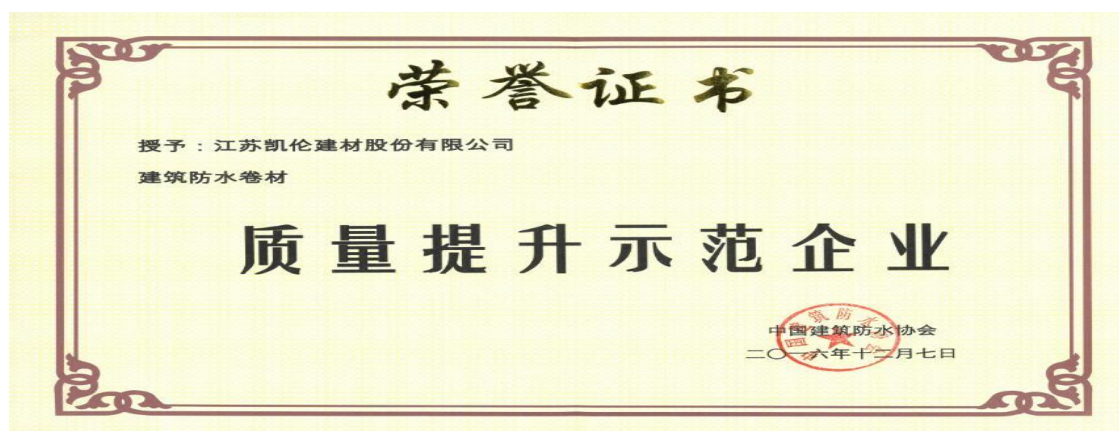 荣誉证书
授予：江苏凯伦建材股份有限公司
建筑防水卷材
质量提升示范企业
中国建筑防水协会
二〇一六年十二月七日